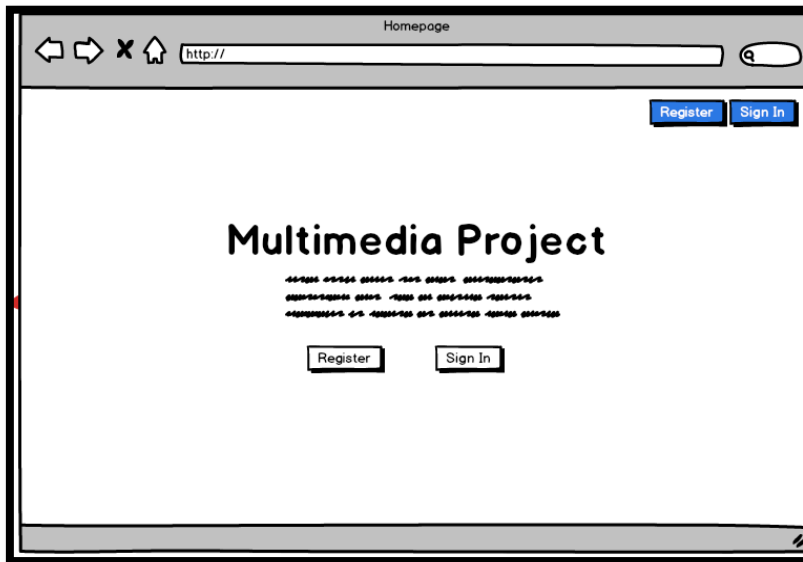 Homepage
http://
Register Sign In
Multimedia Project
Register Sign In